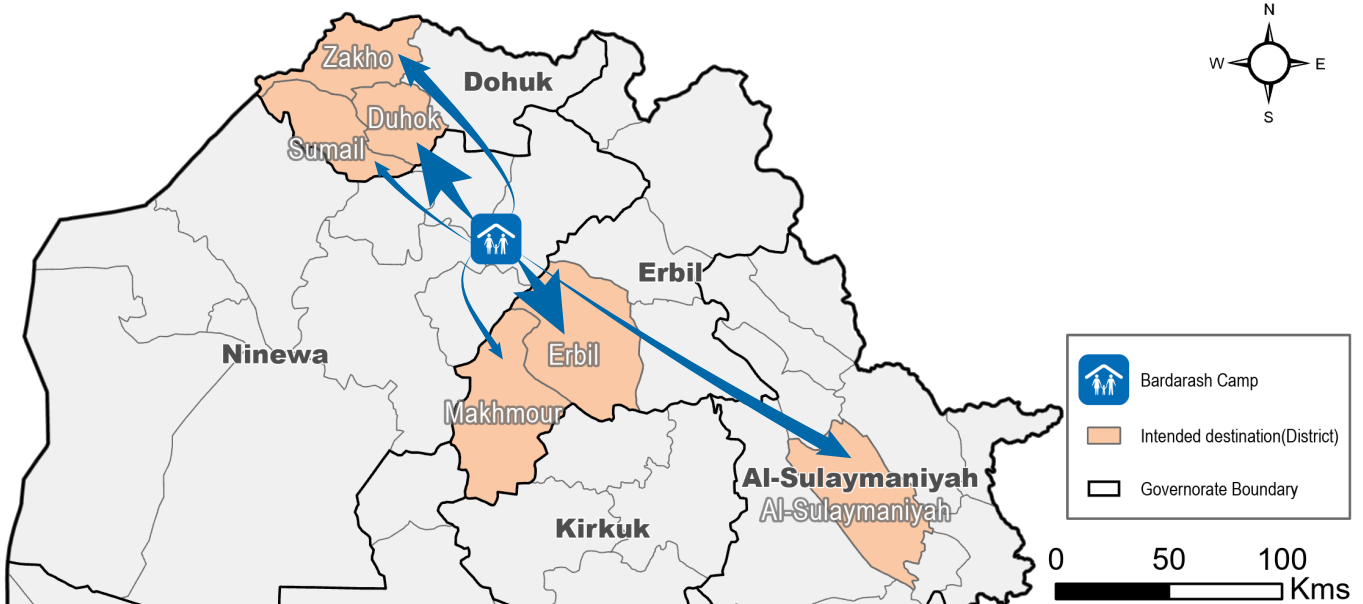 N
W E
S
Zakho
Dohuk
Duhok
Sumail
Erbil
Ninewa
Erbil
Makhmour
Al-Sulaymaniyah
Al-Sulaymaniyah
Kirkuk
Bardarash Camp
Intended destination(District)
Governorate Boundary
0 50 100
Kms